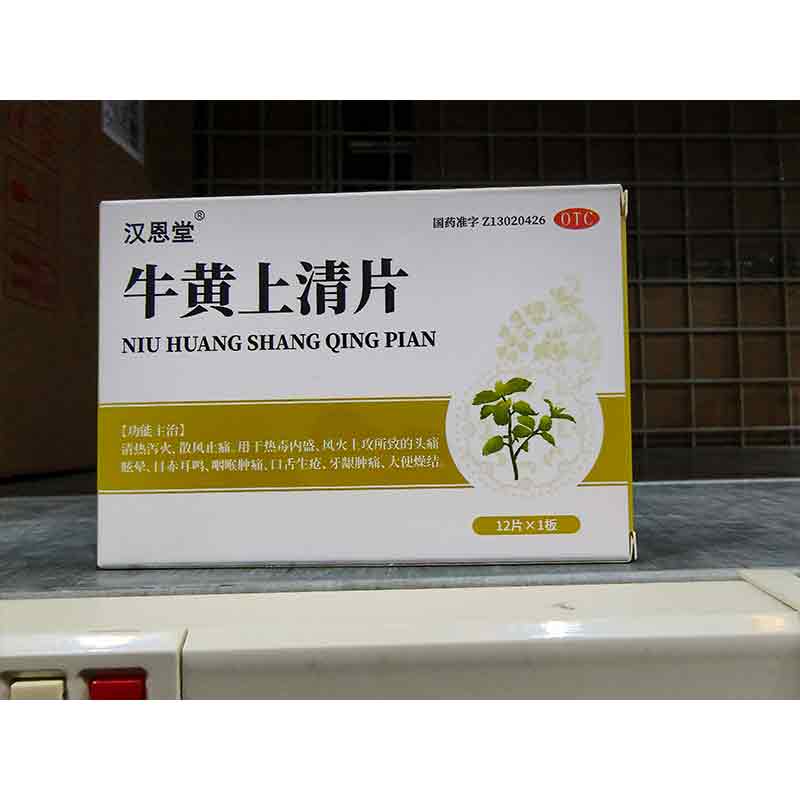 汉恩堂®
国药准字 Z13020426 OTC
牛黄上清片
NIU HUANG SHANG QING PIAN
【功能主治】
清热泻火、散风止痛。用于热毒内盛、风火上攻所致的头痛
眩晕、目赤耳鸣、咽喉肿痛、口舌生疮、牙龈肿痛、大便燥结。
12片×1板